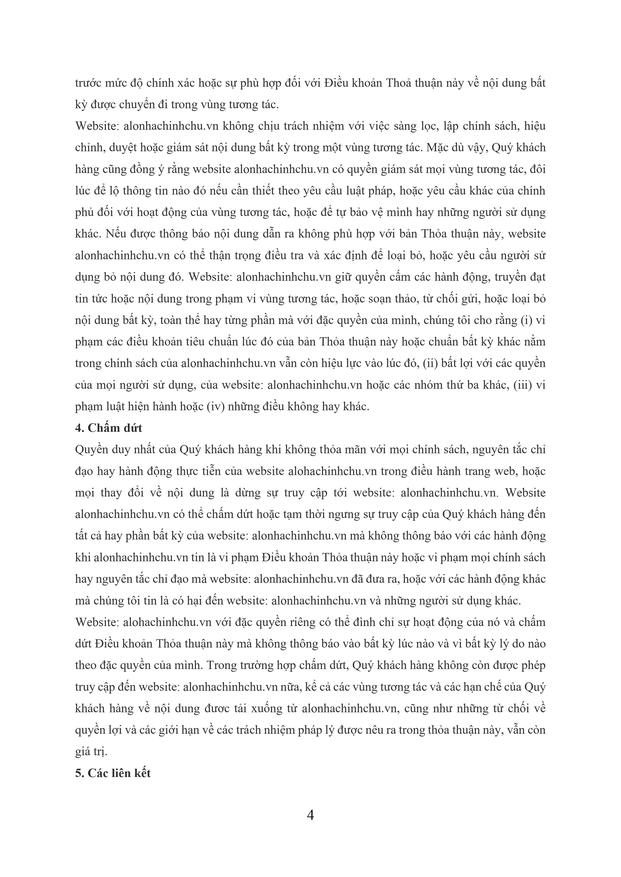 trước mức độ chính xác hoặc sự phù hợp đối với Điều khoản Thoả thuận này về nội dung bất
kỳ được chuyển đi trong vùng tương tác.
Website: alonhachinhchu.vn không chịu trách nhiệm với việc sàng lọc, lập chính sách, hiệu
chỉnh, duyệt hoặc giám sát nội dung bất kỳ trong một vùng tương tác. Mặc dù vậy, Quý khách
hàng cũng đồng ý rằng website alonhachinhchu.vn có quyền giám sát mọi vùng tương tác, đôi
lúc để lộ thông tin nào đó nếu cần thiết theo yêu cầu luật pháp, hoặc yêu cầu khác của chính
phủ đối với hoạt động của vùng tương tác, hoặc để tự bảo vệ mình hay những người sử dụng
khác. Nếu được thông báo nội dung dẫn ra không phù hợp với bản Thỏa thuận này, website
alonhachinhchu.vn có thể thận trọng điều tra và xác định để loại bỏ, hoặc yêu cầu người sử
dụng bỏ nội dung đó. Website: alonhachinhchu.vn giữ quyền cấm các hành động, truyền đạt
tin tức hoặc nội dung trong phạm vi vùng tương tác, hoặc soạn thảo, từ chối gửi, hoặc loại bỏ
nội dung bất kỳ, toàn thể hay từng phần mà với đặc quyền của mình, chúng tôi cho rằng (i) vi
phạm các điều khoản tiêu chuẩn lúc đó của bản Thỏa thuận này hoặc chuẩn bất kỳ khác nằm
trong chính sách của alonhachinhchu.vn vẫn còn hiệu lực vào lúc đó, (ii) bất lợi với các quyền
của mọi người sử dụng, của website: alonhachinhchu.vn hoặc các nhóm thứ ba khác, (iii) vi
phạm luật hiện hành hoặc (iv) những điều không hay khác.
4. Chấm dứt
Quyền duy nhất của Quý khách hàng khi không thỏa mãn với mọi chính sách, nguyên tắc chỉ
đạo hay hành động thực tiễn của website alohachinhchu.vn trong điều hành trang web, hoặc
mọi thay đổi về nội dung là dừng sự truy cập tới website: alonhachinhchu.vn. Website
alonhachinhchu.vn có thể chấm dứt hoặc tạm thời ngưng sự truy cập của Quý khách hàng đến
tất cả hay phần bất kỳ của website: alonhachinhchu.vn mà không thông báo với các hành động
khi alonhachinhchu.vn tin là vi phạm Điều khoản Thỏa thuận này hoặc vi phạm mọi chính sách
hay nguyên tắc chỉ đạo mà website: alonhachinhchu.vn đã đưa ra, hoặc với các hành động khác
mà chúng tôi tin là có hại đến website: alonhachinhchu.vn và những người sử dụng khác.
Website: alohachinhchu.vn với đặc quyền riêng có thể đình chỉ sự hoạt động của nó và chấm
dứt Điều khoản Thỏa thuận này mà không thông báo vào bất kỳ lúc nào và vì bất kỳ lý do nào
theo đặc quyền của mình. Trong trường hợp chấm dứt, Quý khách hàng không còn được phép
truy cập đến website: alonhachinhchu.vn nữa, kể cả các vùng tương tác và các hạn chế của Quý
khách hàng về nội dung đươc tải xuống từ alonhachinhchu.vn, cũng như những từ chối về
quyền lợi và các giới hạn về các trách nhiệm pháp lý được nêu ra trong thỏa thuận này, vẫn còn
giá trị.
5. Các liên kết
4